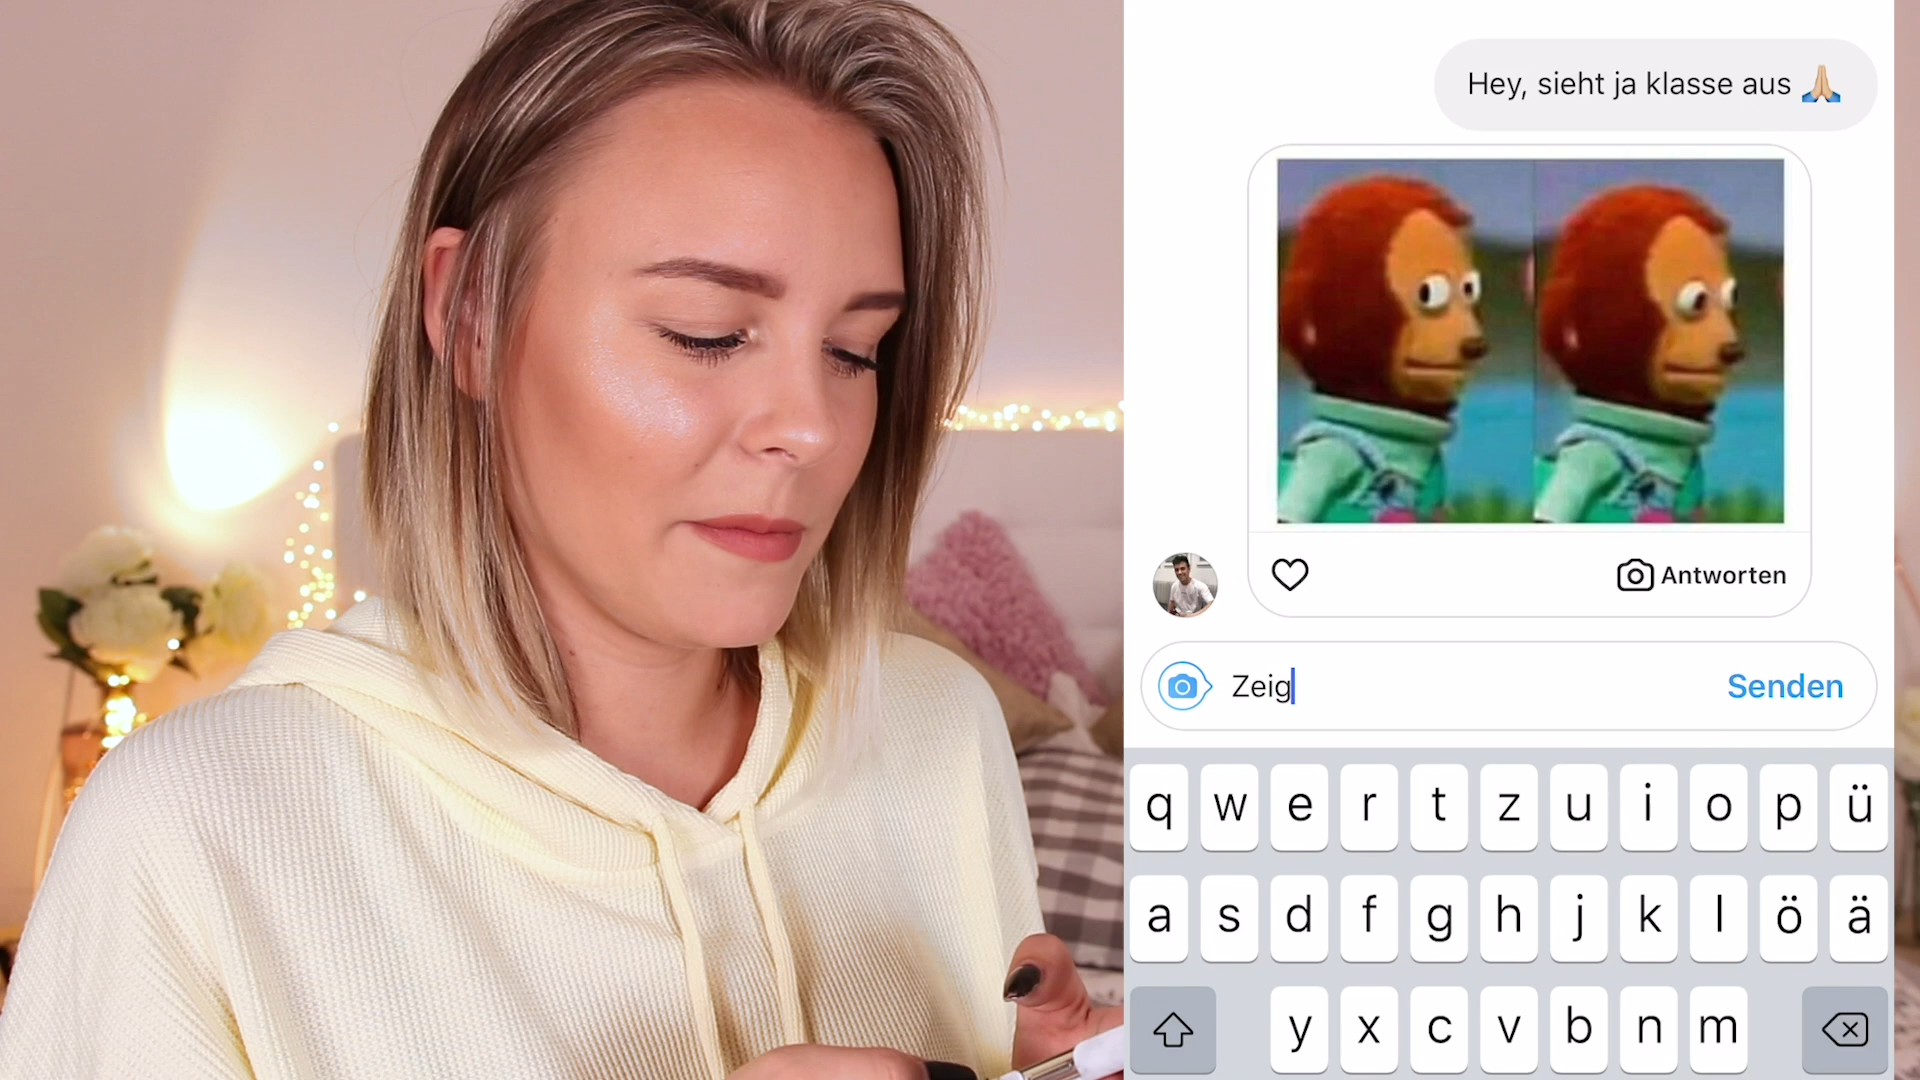 Hey, sieht ja klasse aus 🙏🏼
Antworten
Zeig
Senden
q w e r t z u i o p ü
a s d f g h j k l ö ä
y x c v b n m